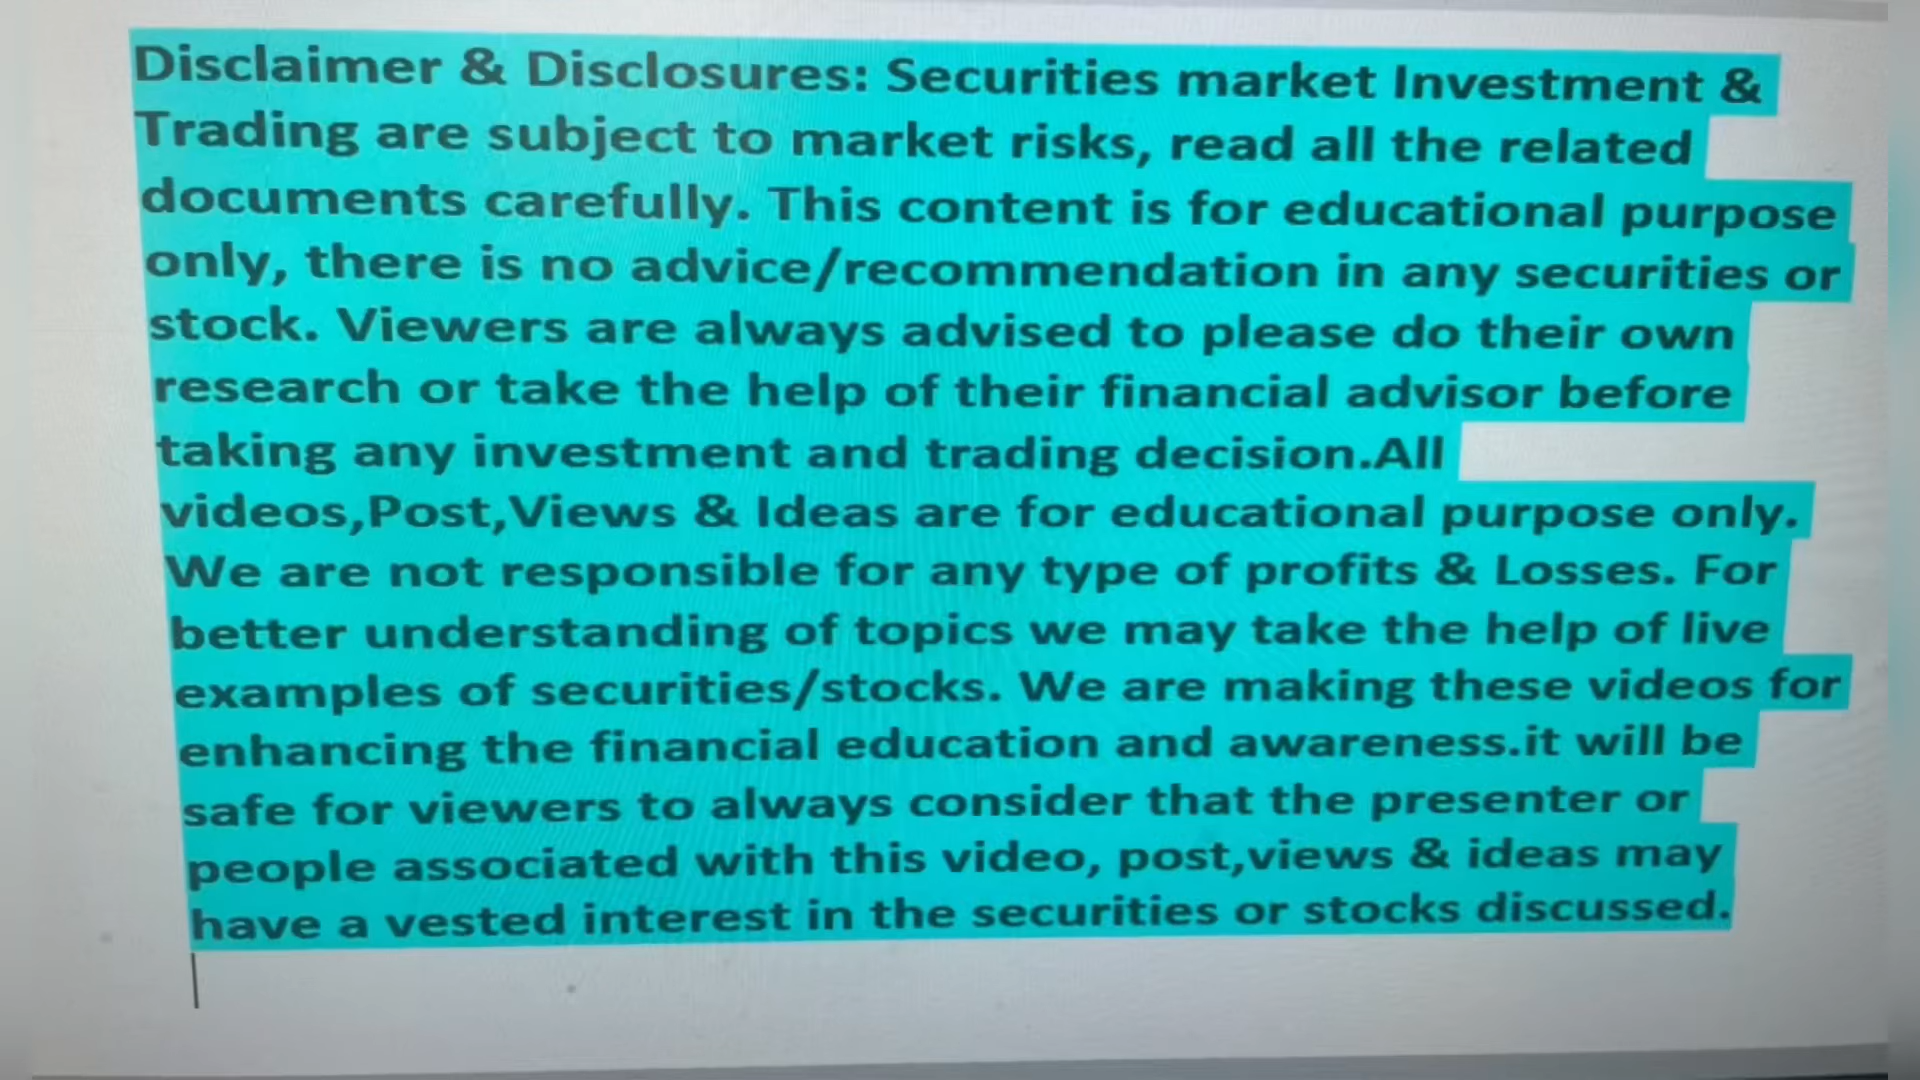 Disclaimer & Disclosures: Securities market Investment &
Trading are subject to market risks, read all the related
documents carefully. This content is for educational purpose
only, there is no advice/recommendation in any securities or
stock. Viewers are always advised to please do their own
research or take the help of their financial advisor before
taking any investment and trading decision.All
videos,Post,Views & Ideas are for educational purpose only.
We are not responsible for any type of profits & Losses. For
better understanding of topics we may take the help of live
examples of securities/stocks. We are making these videos for
enhancing the financial education and awareness.it will be
safe for viewers to always consider that the presenter or
people associated with this video, post,views & ideas may
have a vested interest in the securities or stocks discussed.